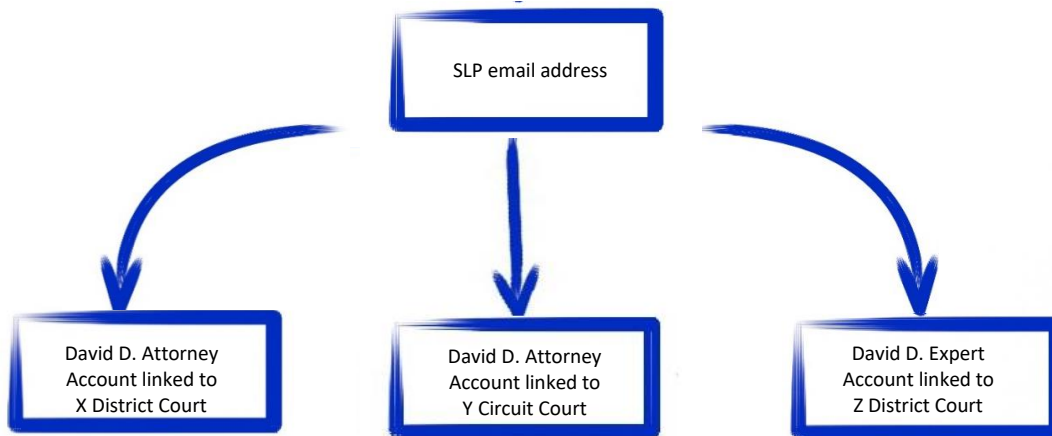 SLP email address
David D. Attorney
Account linked to
X District Court
David D. Attorney
Account linked to
Y Circuit Court
David D. Expert
Account linked to
Z District Court